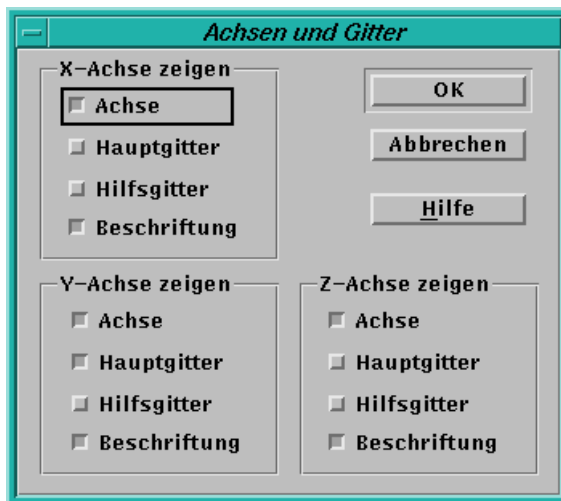 Achsen und Gitter
X-Achse zeigen
Achse
Hauptgitter
Hilfsgitter
Beschriftung
OK
Abbrechen
Hilfe
Y-Achse zeigen
Achse
Hauptgitter
Hilfsgitter
Beschriftung
Z-Achse zeigen
Achse
Hauptgitter
Hilfsgitter
Beschriftung